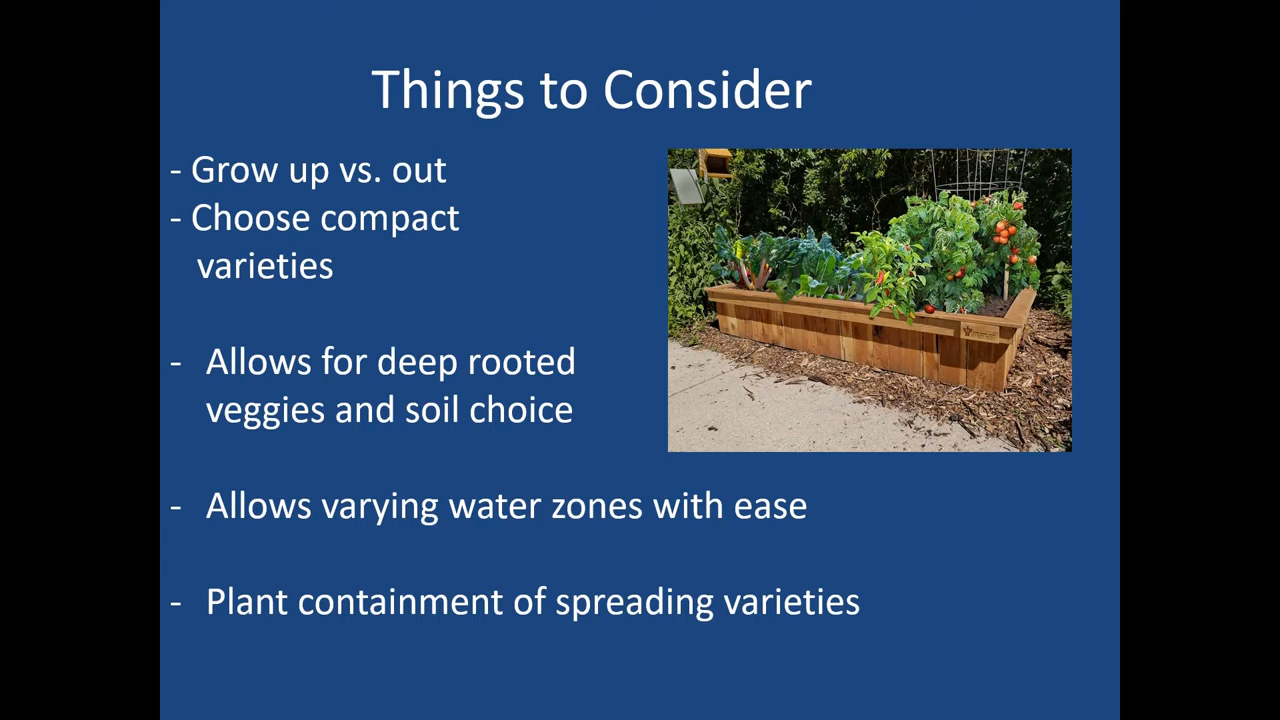 Things to Consider
- Grow up vs. out
- Choose compact
varieties
- Allows for deep rooted
veggies and soil choice
- Allows varying water zones with ease
- Plant containment of spreading varieties